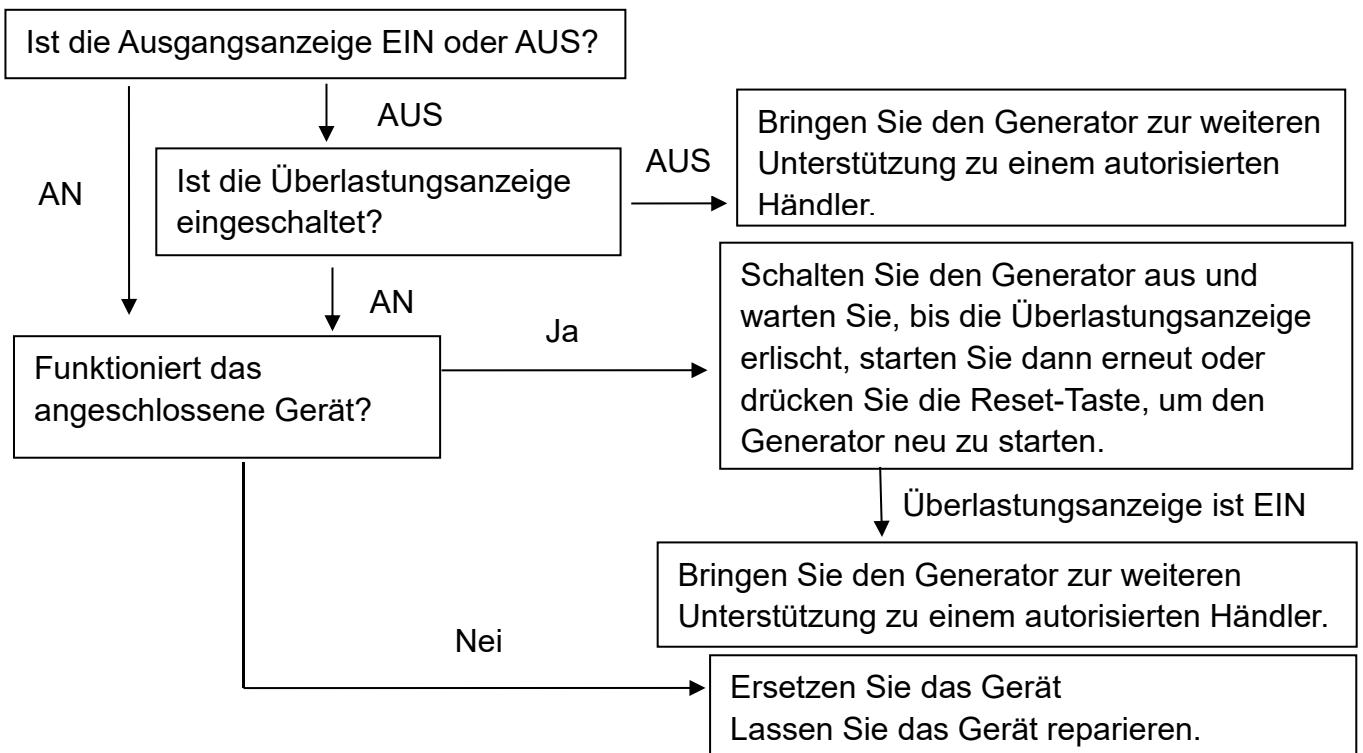 Ist die Ausgangsanzeige EIN oder AUS?
AUS
AN
Ist die Überlastungsanzeige
eingeschaltet?
AUS
Bringen Sie den Generator zur weiteren
Unterstützung zu einem autorisierten
Händler.
AN
Funktioniert das
angeschlossene Gerät?
Ja
Schalten Sie den Generator aus und
warten Sie, bis die Überlastungsanzeige
erlischt, starten Sie dann erneut oder
drücken Sie die Reset-Taste, um den
Generator neu zu starten.
Überlastungsanzeige ist EIN
Bringen Sie den Generator zur weiteren
Unterstützung zu einem autorisierten Händler.
Nei
Ersetzen Sie das Gerät
Lassen Sie das Gerät reparieren.